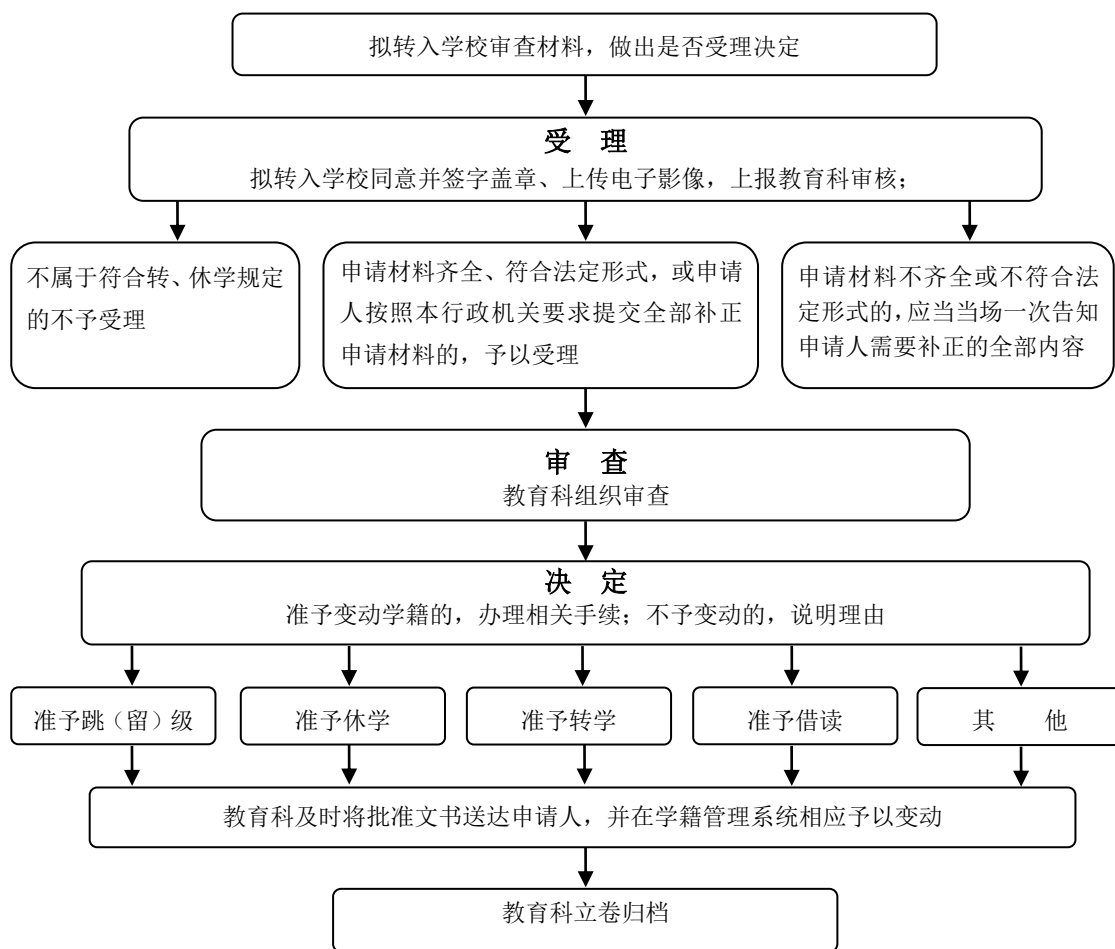 拟转入学校审查材料，做出是否受理决定
受 理
拟转入学校同意并签字盖章、上传电子影像，上报教育科审核；
不属于符合转、休学规定
的不予受理
申请材料齐全、符合法定形式，或申请
人按照本行政机关要求提交全部补正
申请材料的，予以受理
申请材料不齐全或不符合法
定形式的，应当当场一次告知
申请人需要补正的全部内容
审 查
教育科组织审查
决 定
准予变动学籍的，办理相关手续；不予变动的，说明理由
准予跳（留）级
准予休学
准予转学
准予借读
其 他
教育科及时将批准文书送达申请人，并在学籍管理系统相应予以变动
教育科立卷归档